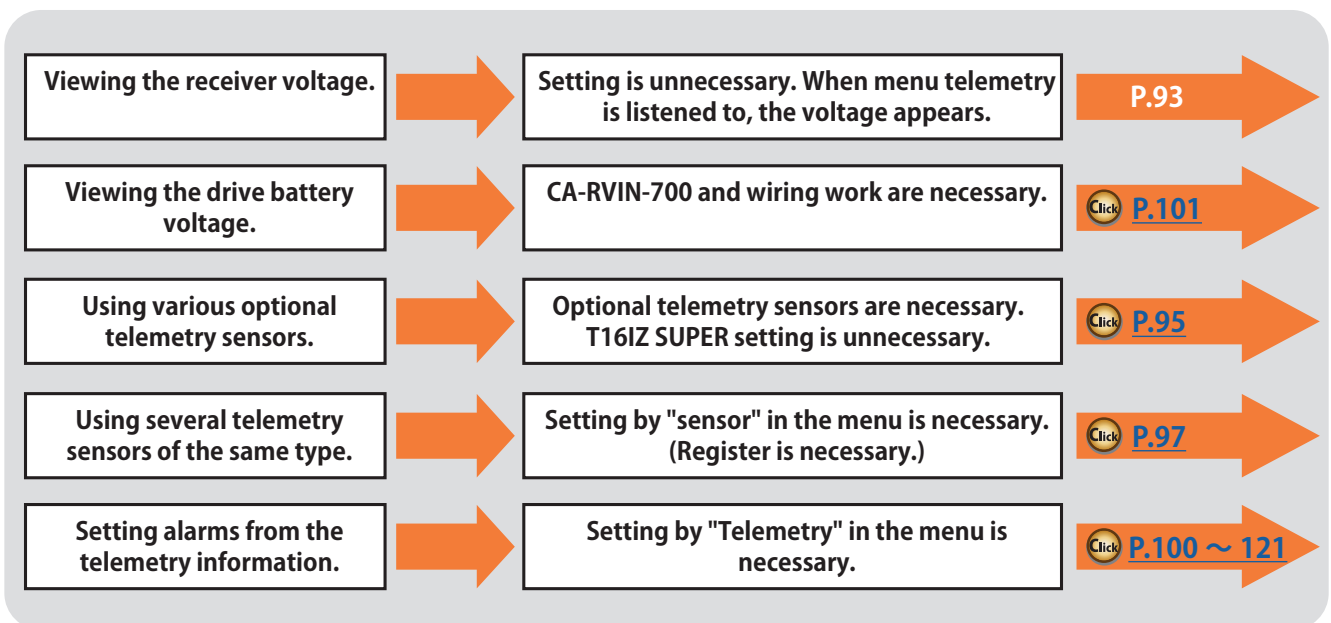 Viewing the receiver voltage.
Setting is unnecessary. When menu telemetry
is listened to, the voltage appears.
P.93
Viewing the drive battery
voltage.
CA-RVIN-700 and wiring work are necessary.
Click P.101
Using various optional
telemetry sensors.
Optional telemetry sensors are necessary.
T16IZ SUPER setting is unnecessary.
Click P.95
Using several telemetry
sensors of the same type.
Setting by "sensor" in the menu is necessary.
(Register is necessary.)
Click P.97
Setting alarms from the
telemetry information.
Setting by "Telemetry" in the menu is
necessary.
Click P.100 ～ 121